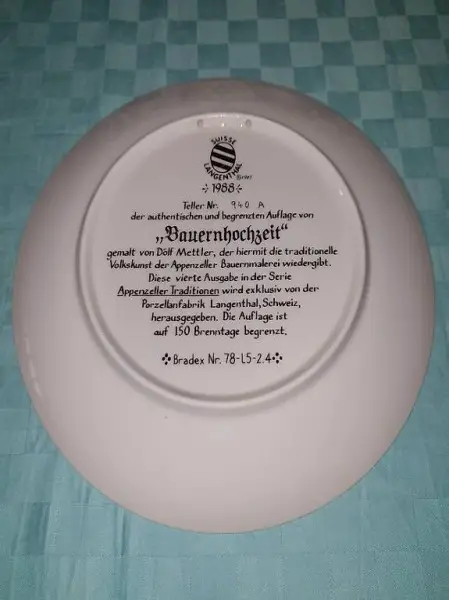 SUISSE
LANGENTHAL
1988
Teller Nr. 940 A
der authentischen und begrenzten Auflage von
„Bauernhochzeit“
gemalt von Dölf Mettler, der hiermit die traditionelle
Volkskunst der Appenzeller Bauernmalerei wiedergibt.
Diese vierte Ausgabe in der Serie
Appenzeller Traditionen wird exklusiv von der
Porzellanfabrik Langenthal, Schweiz,
herausgegeben. Die Auflage ist
auf 150 Brenntage begrenzt.
Bradex Nr. 78-L5-2.4